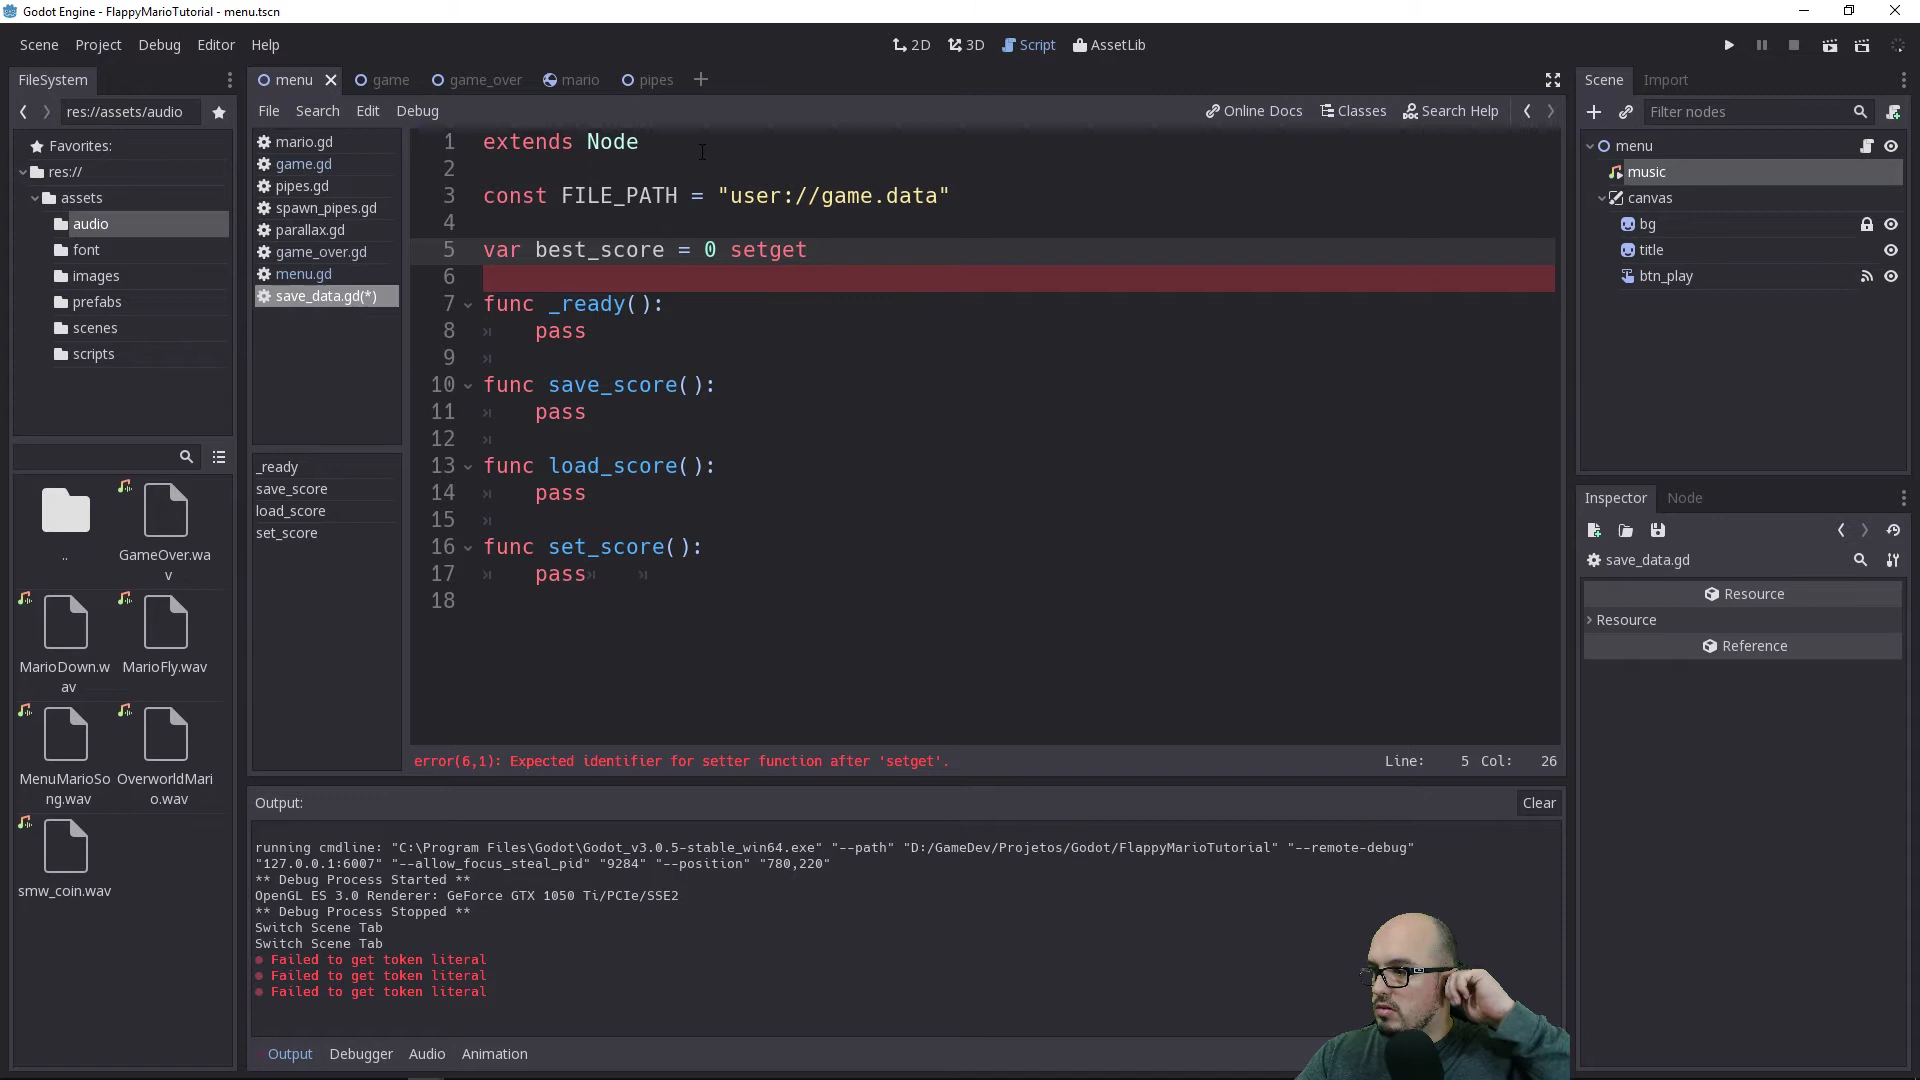 Godot Engine - FlappyMarioTutorial - menu.tscn
Scene Project Debug Editor Help
2D 3D Script AssetLib
FileSystem
res://assets/audio
Favorites:
res://
assets
audio
font
images
prefabs
scenes
scripts
..
GameOver.wa
v
MarioDown.w
av
MarioFly.wav
MenuMarioSo
ng.wav
OverworldMari
o.wav
smw_coin.wav
menu game game_over mario pipes
File Search Edit Debug
Online Docs Classes Search Help
mario.gd
game.gd
pipes.gd
spawn_pipes.gd
parallax.gd
game_over.gd
menu.gd
save_data.gd(*)
_ready
save_score
load_score
set_score
1 extends Node
2
3 const FILE_PATH = "user://game.data"
4
5 var best_score = 0 setget
6
7 func _ready():
8 pass
9
10 func save_score():
11 pass
12
13 func load_score():
14 pass
15
16 func set_score():
17 pass
18
error(6,1): Expected identifier for setter function after 'setget'.
Line: 5 Col: 26
Output:
Clear
running cmdline: "C:\Program Files\Godot\Godot_v3.0.5-stable_win64.exe" "--path" "D:/GameDev/Projetos/Godot/FlappyMarioTutorial" "--remote-debug"
"127.0.0.1:6007" "--allow_focus_steal_pid" "9284" "--position" "780,220"
** Debug Process Started **
OpenGL ES 3.0 Renderer: GeForce GTX 1050 Ti/PCIe/SSE2
** Debug Process Stopped **
Switch Scene Tab
Switch Scene Tab
Failed to get token literal
Failed to get token literal
Failed to get token literal
Output Debugger Audio Animation
Scene Import
Filter nodes
menu
music
canvas
bg
title
btn_play
Inspector Node
save_data.gd
Resource
Resource
Reference